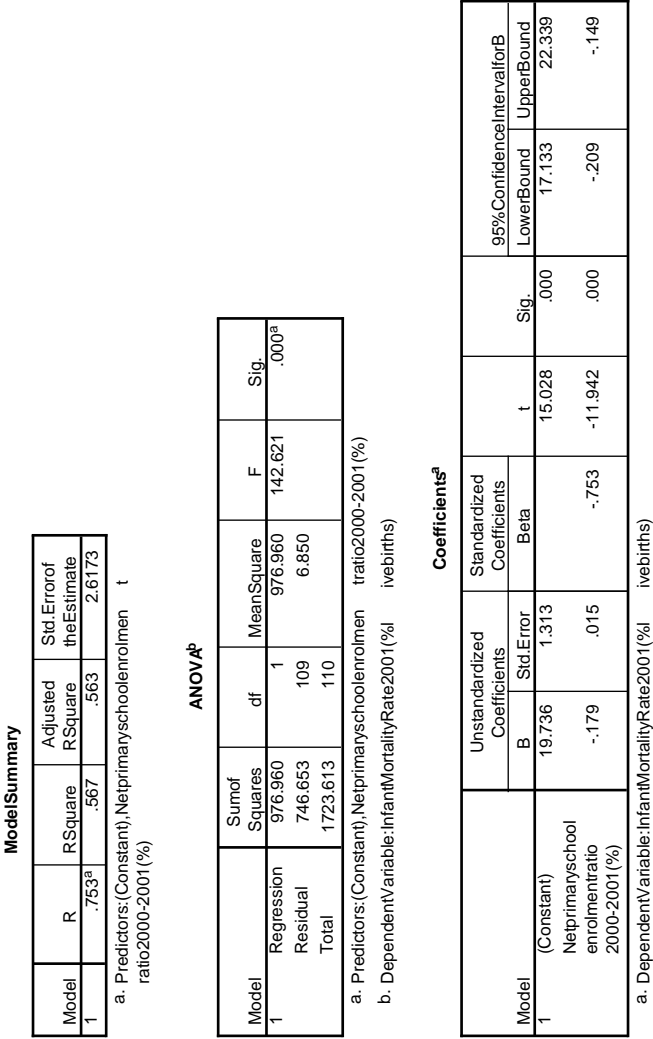 ModelSummary
Model R RSquare Adjusted RSquare Std.Errorof theEstimate
1 .753a .567 .563 2.6173
a. Predictors:(Constant),Netprimaryschoolenrolmen t
ratio2000-2001(%)
ANOVAb
Model Sumof Squares df MeanSquare F Sig.
1 Regression 976.960 1 976.960 142.621 .000a
Residual 746.653 109 6.850
Total 1723.613 110
a. Predictors:(Constant),Netprimaryschoolenrolmen tratio2000-2001(%)
b. DependentVariable:InfantMortalityRate2001(%l ivebirths)
Coefficientsa
Unstandardized Coefficients Standardized Coefficients 95%ConfidenceIntervalforB
Model B Std.Error Beta t Sig. LowerBound UpperBound
1 (Constant) 19.736 1.313 15.028 .000 17.133 22.339
Netprimaryschool
enrolmentratio -.179 .015 -.753 -11.942 .000 -.209 -.149
2000-2001(%)
a. DependentVariable:InfantMortalityRate2001(%l ivebirths)